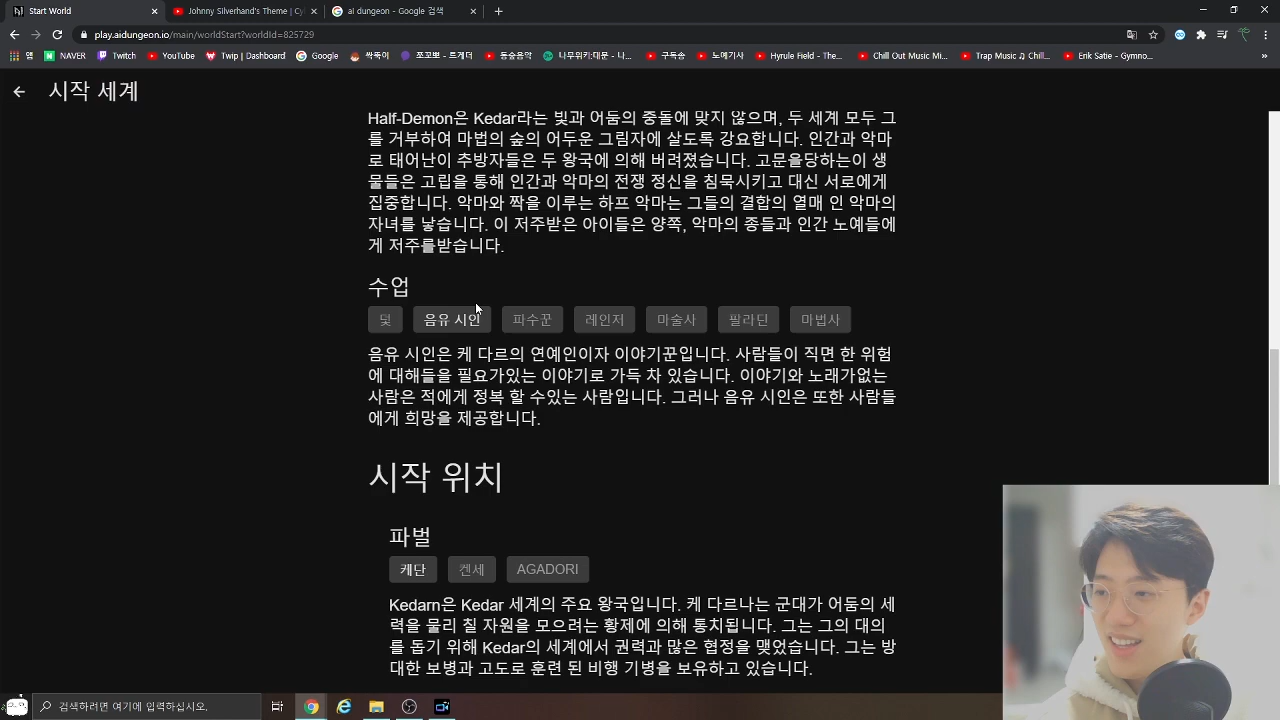 Start World
Johnny Silverhand's Theme | Cy
ai dungeon - Google 검색
play.aidungeon.io/main/worldStart?worldId=825729
앱
NAVER
Twitch
YouTube
Twip | Dashboard
Google
싹뚝이
쪼꼬뽀 - 트게더
동숲음악
나무위키:대문 - 나...
구독송
노예기사
Hyrule Field - The...
Chill Out Music Mi...
Trap Music ♫ Chill...
Erik Satie - Gymno...
시작 세계
Half-Demon은 Kedar라는 빛과 어둠의 중돌에 맞지 않으며, 두 세계 모두 그
를 거부하여 마법의 숲의 어두운 그림자에 살도록 강요합니다. 인간과 악마
로 태어난이 추방자들은 두 왕국에 의해 버려졌습니다. 고문을당하는이 생
물들은 고립을 통해 인간과 악마의 전쟁 정신을 침묵시키고 대신 서로에게
집중합니다. 악마와 짝을 이루는 하프 악마는 그들의 결합의 열매 인 악마의
자녀를 낳습니다. 이 저주받은 아이들은 양쪽, 악마의 종들과 인간 노예들에
게 저주를받습니다.
수업
및
음유 시인
파수꾼
레인지
마술사
팔라딘
마법사
음유 시인은 케 다르의 연예인이자 이야기꾼입니다. 사람들이 직면 한 위험
에 대해들을 필요가있는 이야기로 가득 차 있습니다. 이야기와 노래가없는
사람은 적에게 정복 할 수있는 사람입니다. 그러나 음유 시인은 또한 사람들
에게 희망을 제공합니다.
시작 위치
파벌
케단
켄세
AGADORI
Kedarn은 Kedar 세계의 주요 왕국입니다. 케 다르나는 군대가 어둠의 세
력을 물리 칠 자원을 모으려는 황제에 의해 통치됩니다. 그는 그의 대의
를 돕기 위해 Kedar의 세계에서 권력과 많은 협정을 맺었습니다. 그는 방
대한 보병과 고도로 훈련 된 비행 기병을 보유하고 있습니다.
검색하려면 여기에 입력하십시오.